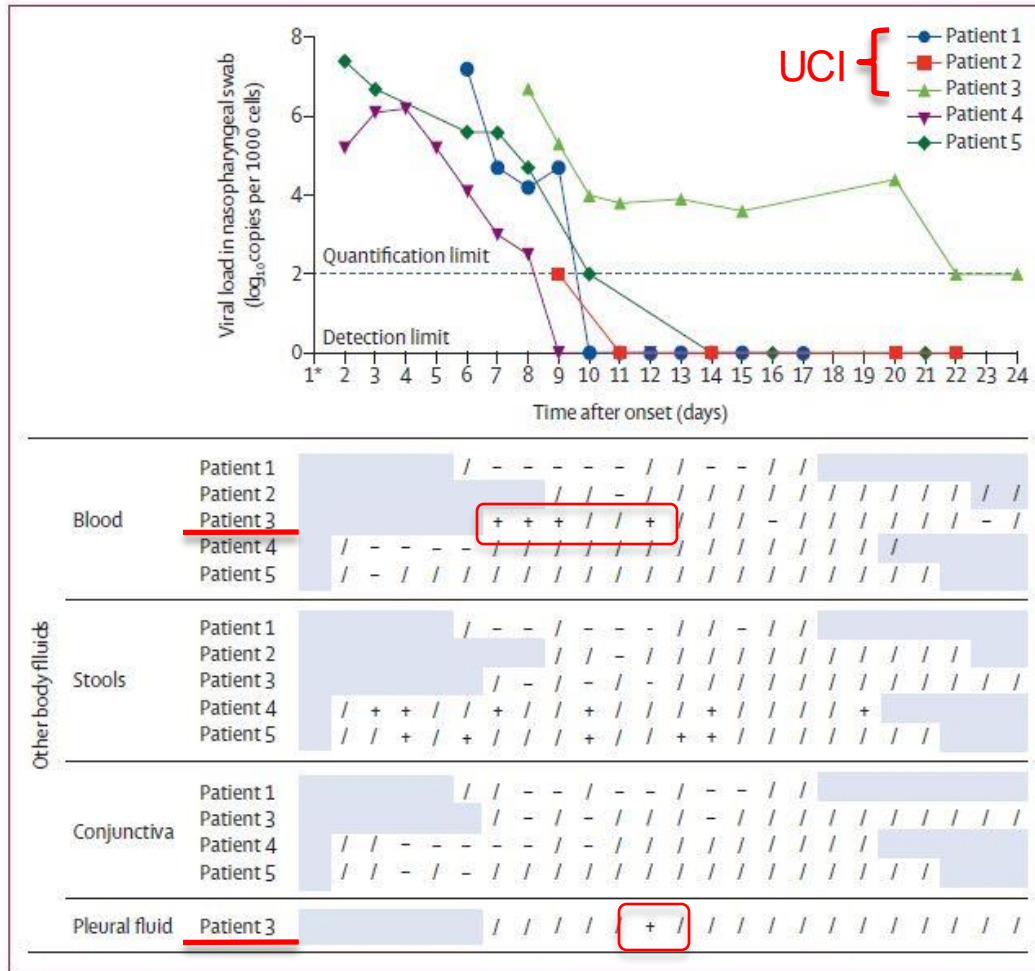 8
6
4
2
0
Viral load in nasopharyngeal swab
(log₁₀ copies per 1000 cells)
UCI
Patient 1
Patient 2
Patient 3
Patient 4
Patient 5
Quantification limit
Detection limit
1* 2 3 4 5 6 7 8 9 10 11 12 13 14 15 16 17 18 19 20 21 22 23 24
Time after onset (days)
Other body fluids
Blood
Patient 1 / – – – – – / / – – / /
Patient 2 / / – / / / / / / / / / / / / /
Patient 3 + + + / / + / / / – / / / / / / – /
Patient 4 / – – – – / / / / / / / / / / / / / /
Patient 5 / – / / / / / / / / / / / / / / / / / /
Stools
Patient 1 / – – / – – - / / – / /
Patient 2 / / – / / / / / / / / / / /
Patient 3 / – / – / - / / / / / / / / / / / /
Patient 4 / + + / / + / / + / / / + / / / / +
Patient 5 / / + / + / / / + / / + + / / / / / / /
Conjunctiva
Patient 1 / / – – / – – / – – / /
Patient 3 / – / – / / / – / / / / / / / / / /
Patient 4 / / – – – – – / – / / / / / / / / /
Patient 5 / / – / – / / / / / / / / / / / / / / /
Pleural fluid
Patient 3 / / / / / + / / / / / / / / / / / /